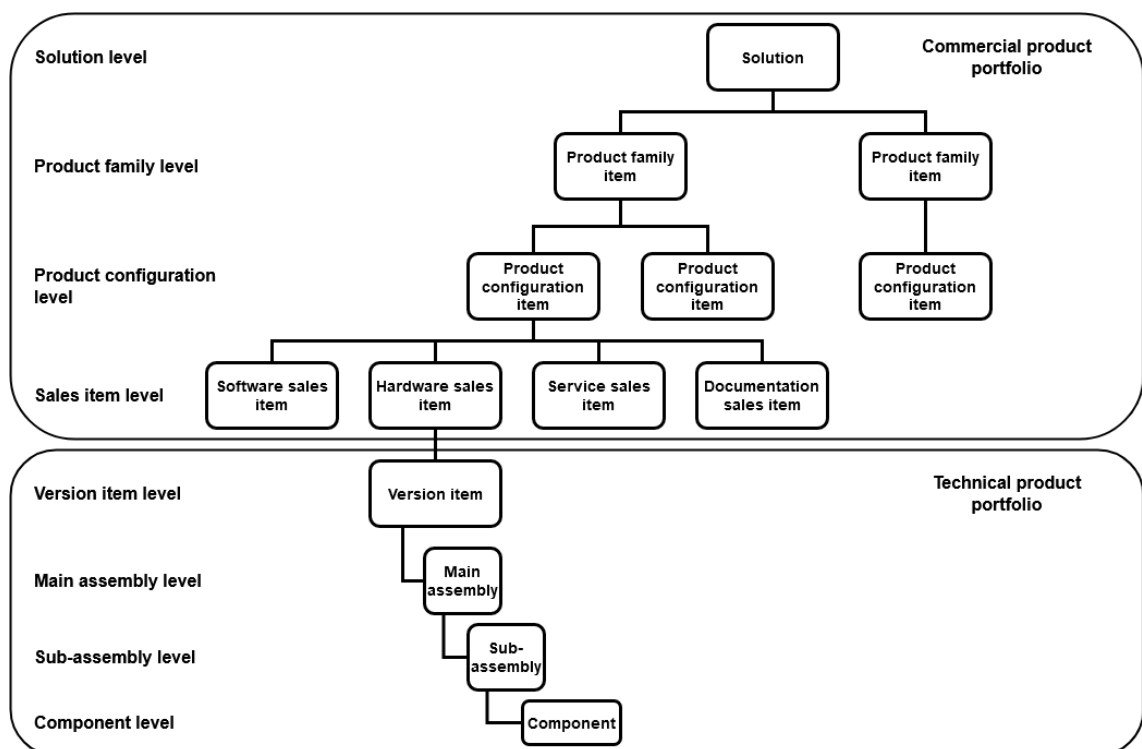 Solution level
Solution
Commercial product
portfolio
Product family level
Product family
item
Product family
item
Product configuration
level
Product
configuration
item
Product
configuration
item
Product
configuration
item
Sales item level
Software sales
item
Hardware sales
item
Service sales
item
Documentation
sales item
Version item level
Version item
Technical product
portfolio
Main assembly level
Main
assembly
Sub-assembly level
Sub-
assembly
Component level
Component